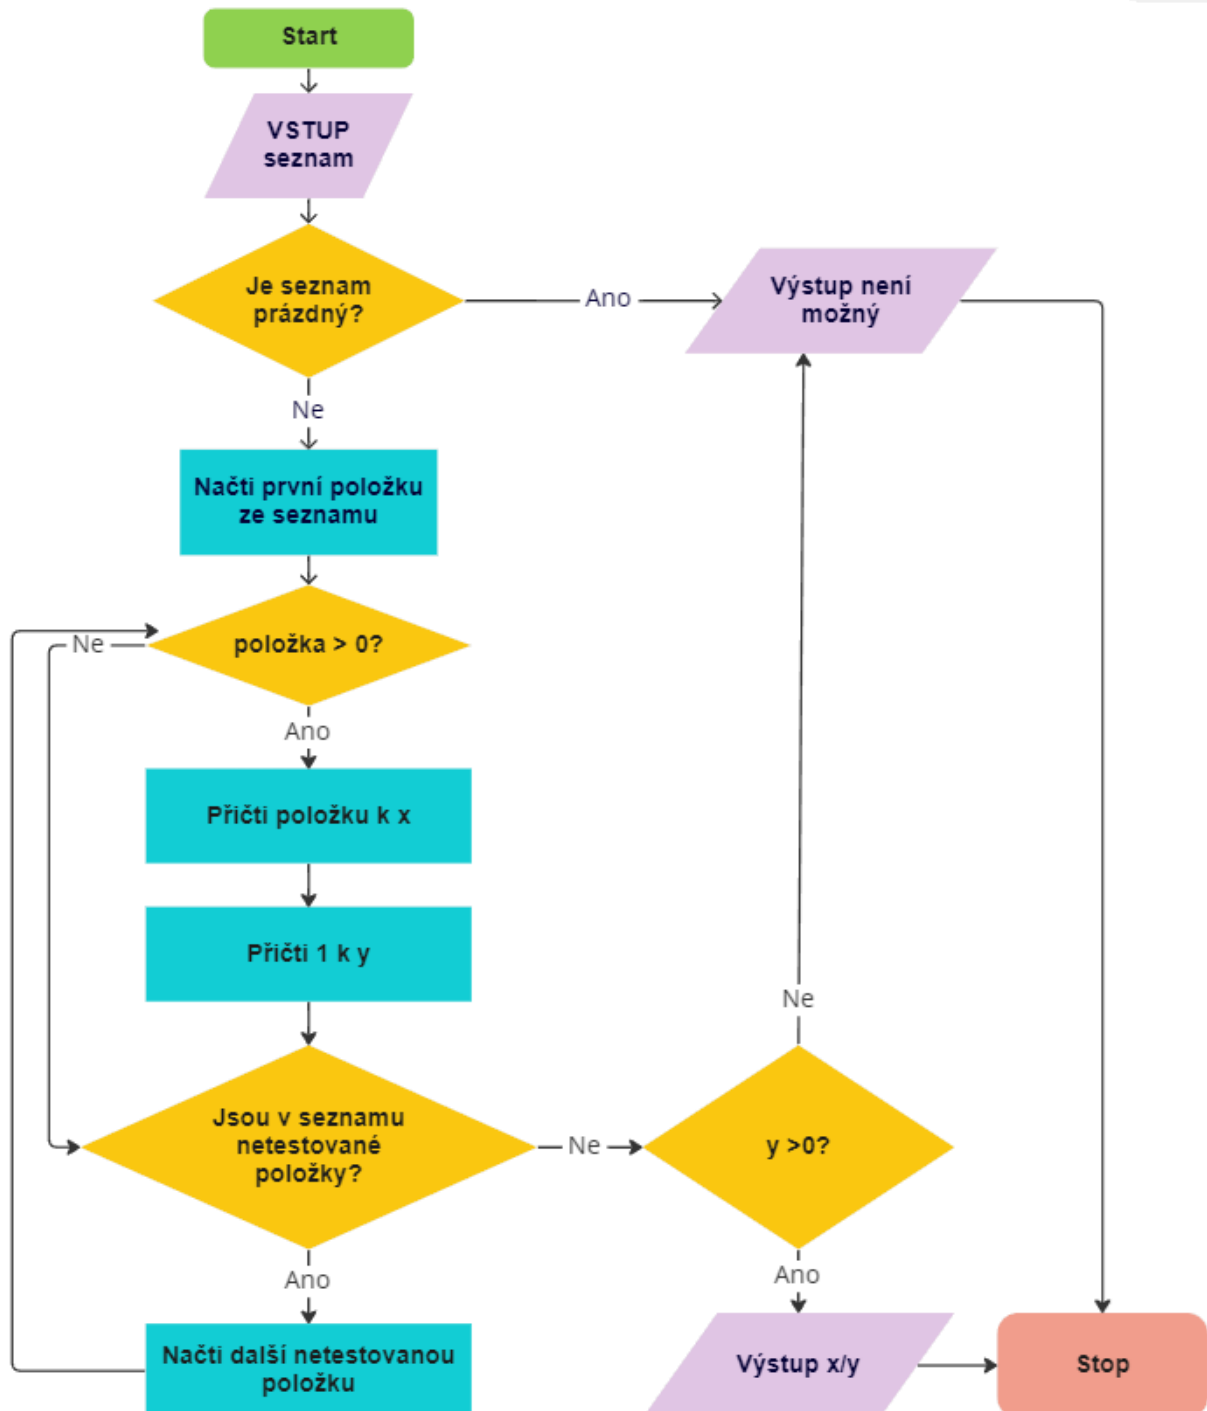 Start
VSTUP
seznam
Je seznam
prázdný?
Ano
Výstup není
možný
Ne
Načti první položku
ze seznamu
položka > 0?
Ne
Ano
Přičti položku k x
Přičti 1 k y
Jsou v seznamu
netestované
položky?
Ne
y >0?
Ne
Ano
Ano
Načti další netestovanou
položku
Výstup x/y
Stop